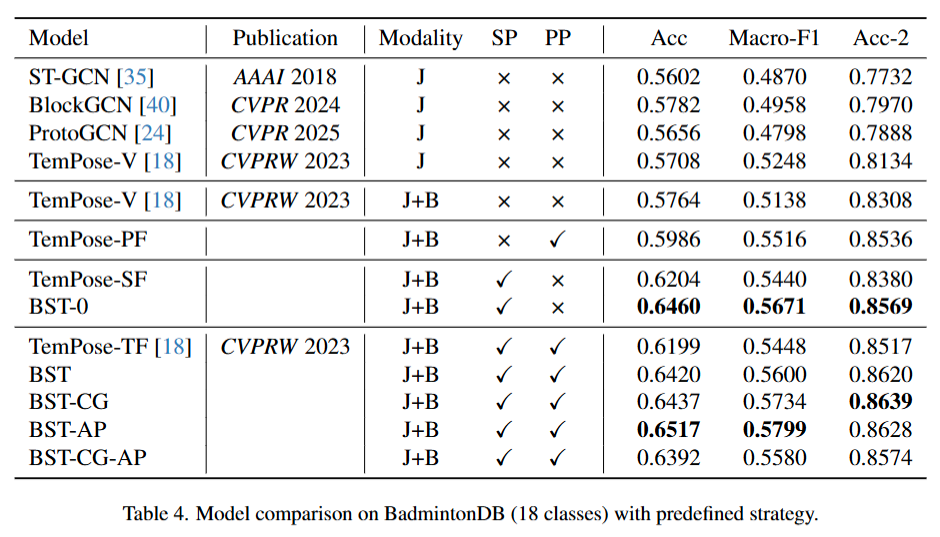 Model Publication Modality SP PP Acc Macro-F1 Acc-2
ST-GCN [35] AAAI 2018 J × × 0.5602 0.4870 0.7732
BlockGCN [40] CVPR 2024 J × × 0.5782 0.4958 0.7970
ProtoGCN [24] CVPR 2025 J × × 0.5656 0.4798 0.7888
TemPose-V [18] CVPRW 2023 J × × 0.5708 0.5248 0.8134
TemPose-V [18] CVPRW 2023 J+B × × 0.5764 0.5138 0.8308
TemPose-PF J+B × ✓ 0.5986 0.5516 0.8536
TemPose-SF J+B ✓ × 0.6204 0.5440 0.8380
BST-0 J+B ✓ × 0.6460 0.5671 0.8569
TemPose-TF [18] CVPRW 2023 J+B ✓ ✓ 0.6199 0.5448 0.8517
BST J+B ✓ ✓ 0.6420 0.5600 0.8620
BST-CG J+B ✓ ✓ 0.6437 0.5734 0.8639
BST-AP J+B ✓ ✓ 0.6517 0.5799 0.8628
BST-CG-AP J+B ✓ ✓ 0.6392 0.5580 0.8574
Table 4. Model comparison on BadmintonDB (18 classes) with predefined strategy.